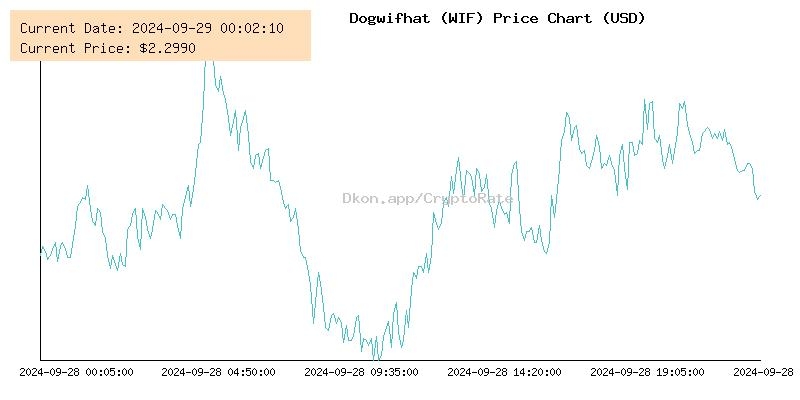 Dogwifhat (WIF) Price Chart (USD)
Current Date: 2024-09-29 00:02:10
Current Price: $2.2990
Dkon.app/CryptoRate
2024-09-28 00:05:00 2024-09-28 04:50:00 2024-09-28 09:35:00 2024-09-28 14:20:00 2024-09-28 19:05:00 2024-09-28